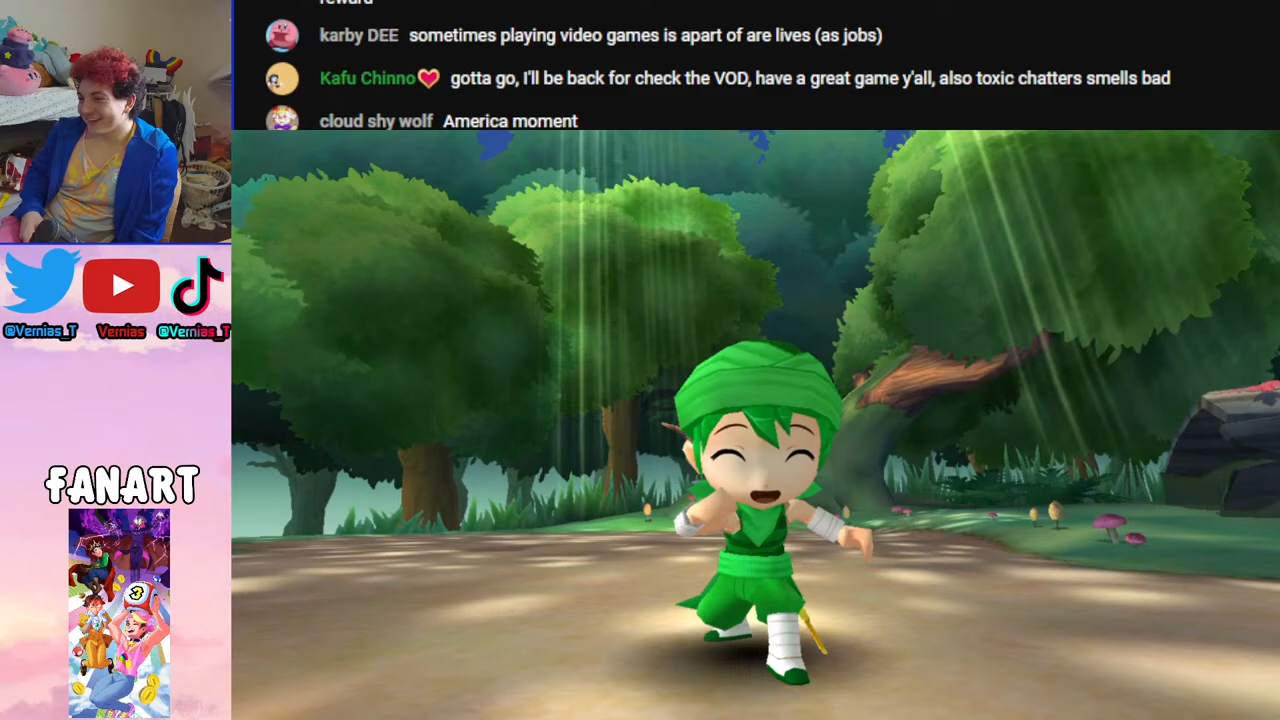 reward
karby DEE sometimes playing video games is apart of are lives (as jobs)
Kafu Chinno gotta go, I'll be back for check the VOD, have a great game y'all, also toxic chatters smells bad
cloud shy wolf America moment
@Vernias_T Vernias @Vernias_T
FANART
3